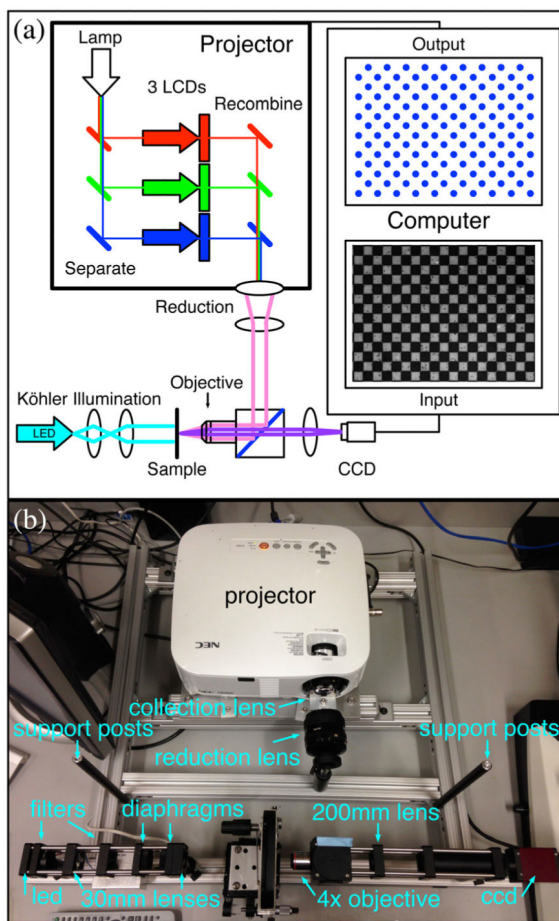 (a)
Lamp
Projector
3 LCDs
Recombine
Separate
Reduction
Output
Computer
Input
Köhler Illumination
Objective
LED
Sample
CCD
(b)
projector
NEC
collection lens
support posts
support posts
reduction lens
filters
diaphragms
200mm lens
led
30mm lenses
4x objective
ccd